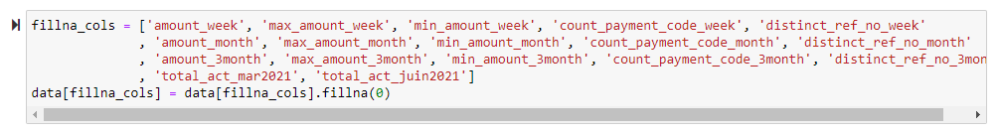 fillna_cols = ['amount_week', 'max_amount_week', 'min_amount_week', 'count_payment_code_week', 'distinct_ref_no_week'
, 'amount_month', 'max_amount_month', 'min_amount_month', 'count_payment_code_month', 'distinct_ref_no_month'
, 'amount_3month', 'max_amount_3month', 'min_amount_3month', 'count_payment_code_3month', 'distinct_ref_no_3mon
, 'total_act_mar2021', 'total_act_juin2021']
data[fillna_cols] = data[fillna_cols].fillna(0)